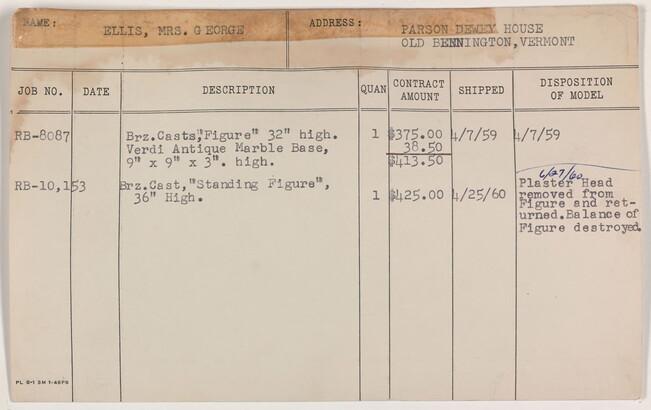 NAME: ELLIS, MRS. GEORGE ADDRESS: PARSON DEWEY HOUSE
OLD BENNINGTON, VERMONT
JOB NO. DATE DESCRIPTION QUAN CONTRACT AMOUNT SHIPPED DISPOSITION OF MODEL
RB-8087 Brz.Casts,"Figure" 32" high. 1 $375.00 4/7/59 4/7/59
Verdi Antique Marble Base, 38.50
9" x 9" x 3". high. $413.50
6/27/60
RB-10,153 Brz.Cast,"Standing Figure", Plaster Head
36" High. 1 $425.00 4/25/60 removed from
Figure and ret-
urned.Balance of
Figure destroyed.